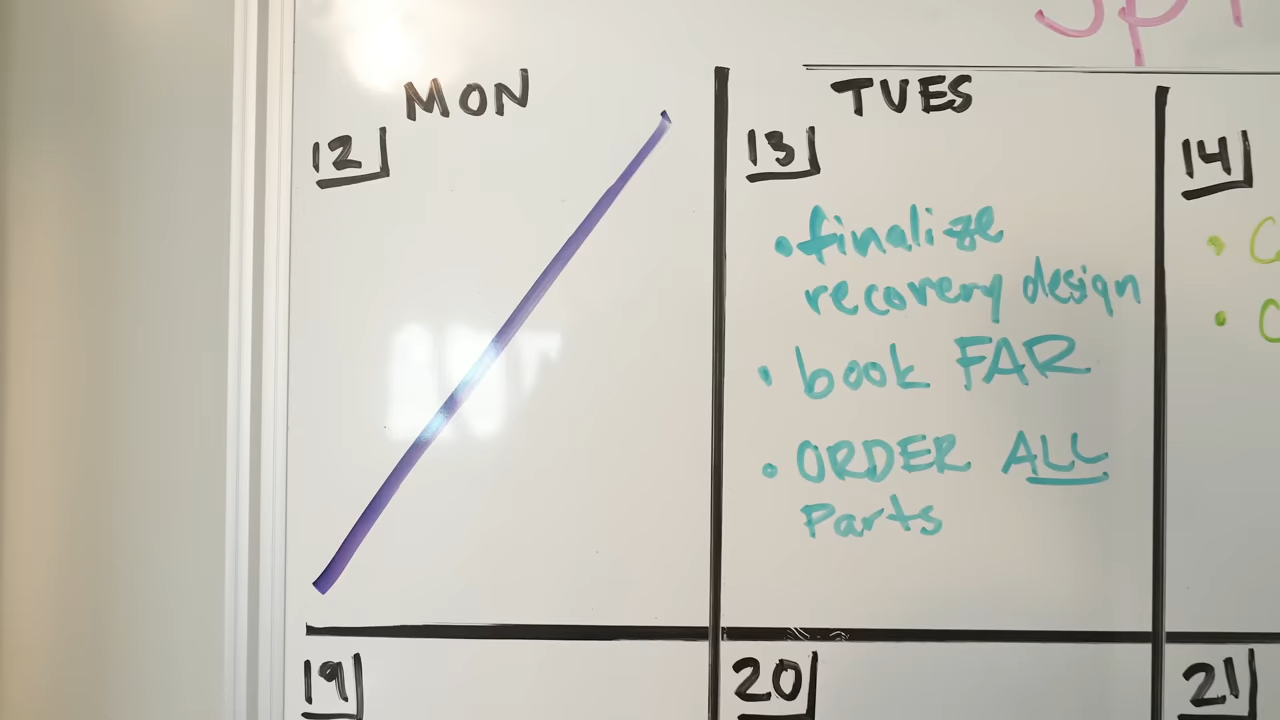 MON
TUES
12
13
14
• finalize
recovery design
• book FAR
• ORDER ALL
Parts
19
20
21